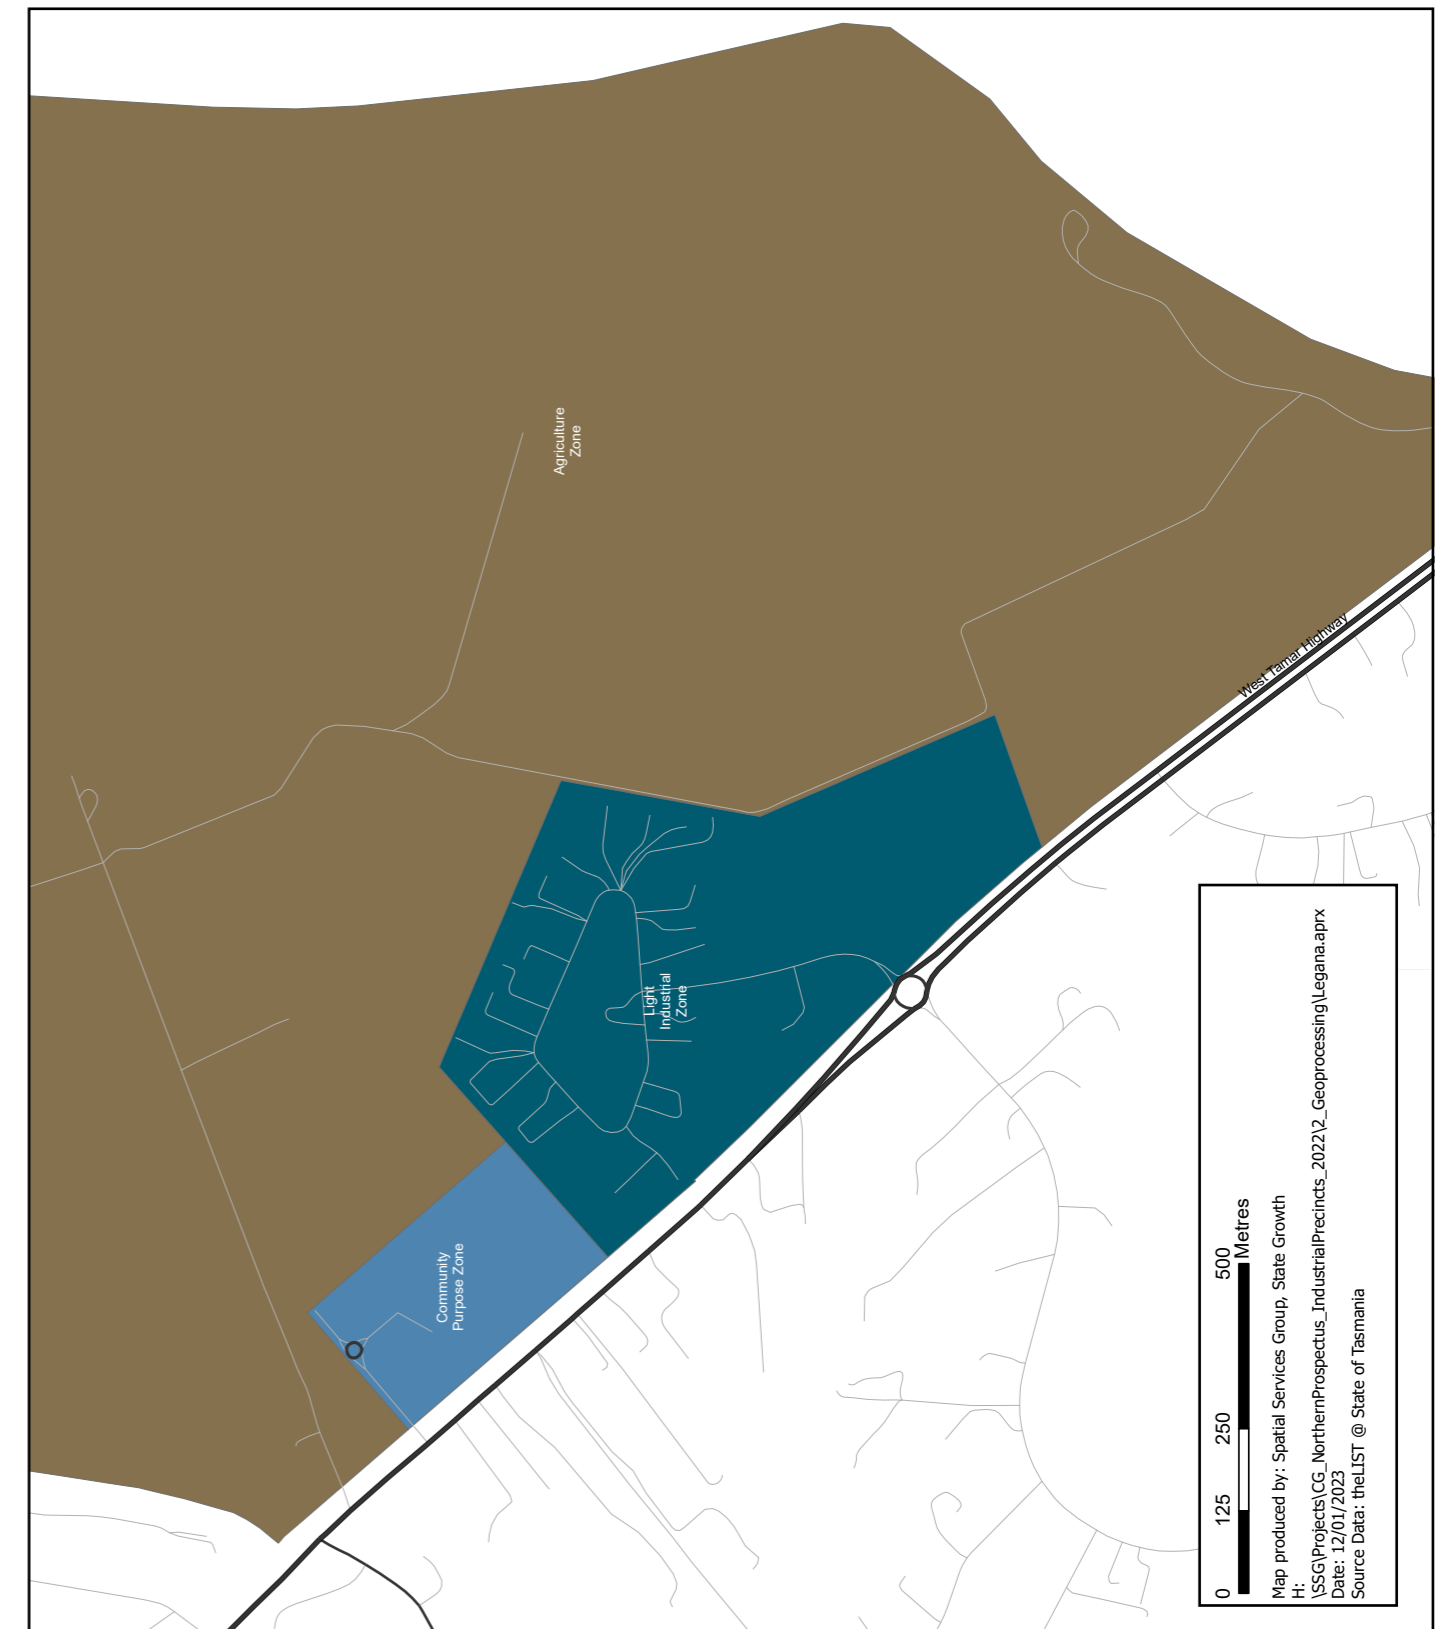 Agriculture
Zone
West Tamar Highway
Light
Industrial
Zone
Community
Purpose Zone
0 125 250 500
Metres
Map produced by: Spatial Services Group, State Growth
H:
\SSG\Projects\CG_NorthernProspectus_IndustrialPrecincts_2022\2_Geoprocessing\Legana.aprx
Date: 12/01/2023
Source Data: theLIST @ State of Tasmania